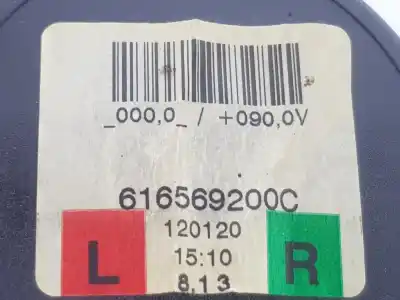 _000,0_ / +090,0V
616569200C
120120
L 15:10 R
8,13